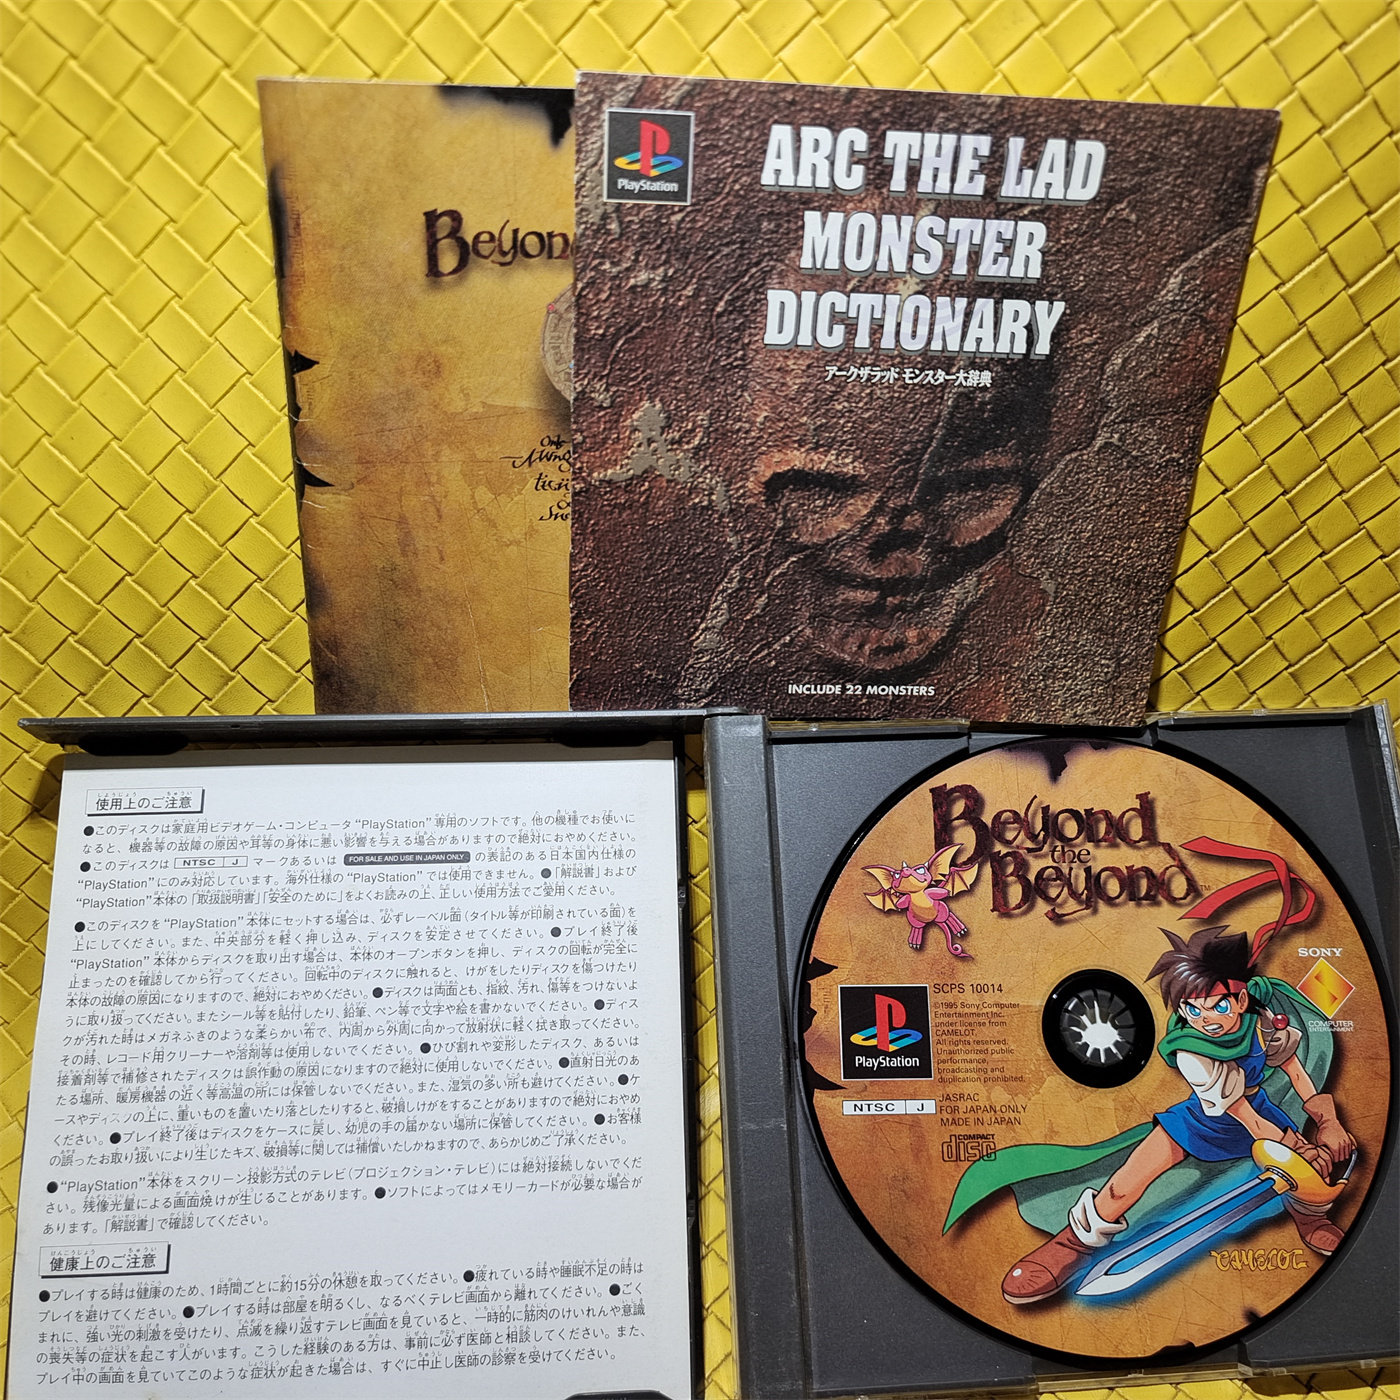 Beyon
PlayStation
ARC THE LAD
MONSTER
DICTIONARY
アークザラッド モンスター大辞典
INCLUDE 22 MONSTERS
使用上のご注意
●このディスクは家庭用ビデオゲーム・コンピュータ“PlayStation”専用のソフトです。他の機種でお使いに
なると、機器等の故障の原因や耳等の身体に悪い影響を与える場合がありますので絶対におやめください。
●このディスクは NTSC J マークあるいは FOR SALE AND USE IN JAPAN ONLY の表記のある日本国内仕様の
“PlayStation”にのみ対応しています。海外仕様の“PlayStation”では使用できません。●「解説書」および
“PlayStation”本体の「取扱説明書」「安全のために」をよくお読みの上、正しい使用方法でご愛用ください。
●このディスクを“PlayStation”本体にセットする場合は、必ずレーベル面(タイトル等が印刷されている面)を
上にしてください。また、中央部分を軽く押し込み、ディスクを安定させてください。●プレイ終了後
“PlayStation”本体からディスクを取り出す場合は、本体のオープンボタンを押し、ディスクの回転が完全に
止まったのを確認してから行ってください。回転中のディスクに触れると、けがをしたりディスクを傷つけたり
本体の故障の原因になりますので、絶対におやめください。●ディスクは両面とも、指紋、汚れ、傷等をつけないよ
うに取り扱ってください。またシール等を貼付したり、鉛筆、ペン等で文字や絵を書かないでください。●ディス
クが汚れた時はメガネふきのような柔らかい布で、内周から外周に向かって放射状に軽く拭き取ってください。
その時、レコード用クリーナーや溶剤等は使用しないでください。●ひび割れや変形したディスク、あるいは
接着剤等で補修されたディスクは誤作動の原因になりますので絶対に使用しないでください。●直射日光のあ
たる場所、暖房機器の近く等高温の所には保管しないでください。また、湿気の多い所も避けてください。●ケ
ースやディスクの上に、重いものを置いたり落としたりすると、破損しけがをすることがありますので絶対におやめ
ください。●プレイ終了後はディスクをケースに戻し、幼児の手の届かない場所に保管してください。●お客様
の誤ったお取り扱いにより生じたキズ、破損等に関しては補償いたしかねますので、あらかじめご了承ください。
●“PlayStation”本体をスクリーン投影方式のテレビ(プロジェクション・テレビ)には絶対接続しないでくだ
さい。残像光量による画面焼けが生じることがあります。●ソフトによってはメモリーカードが必要な場合が
あります。「解説書」で確認してください。
健康上のご注意
●プレイする時は健康のため、1時間ごとに約15分の休憩を取ってください。●疲れている時や睡眠不足の時は
プレイを避けてください。●プレイする時は部屋を明るくし、なるべくテレビ画面から離れてください。●ごく
まれに、強い光の刺激を受けたり、点滅を繰り返すテレビ画面を見ていると、一時的に筋肉のけいれんや意識
の喪失等の症状を起こす人がいます。こうした経験のある方は、事前に必ず医師と相談してください。また、
プレイ中の画面を見ていてこのような症状が起きた場合は、すぐに中止し医師の診察を受けてください。
Beyond
the
Beyond™
SONY
COMPUTER
ENTERTAINMENT
SCPS 10014
©1995 Sony Computer
Entertainment Inc.
under license from
CAMELOT.
All rights reserved.
Unauthorized public
performance,
broadcasting and
duplication prohibited.
PlayStation
NTSC J
JASRAC
FOR JAPAN ONLY
MADE IN JAPAN
COMPACT
disc
CAMELOT